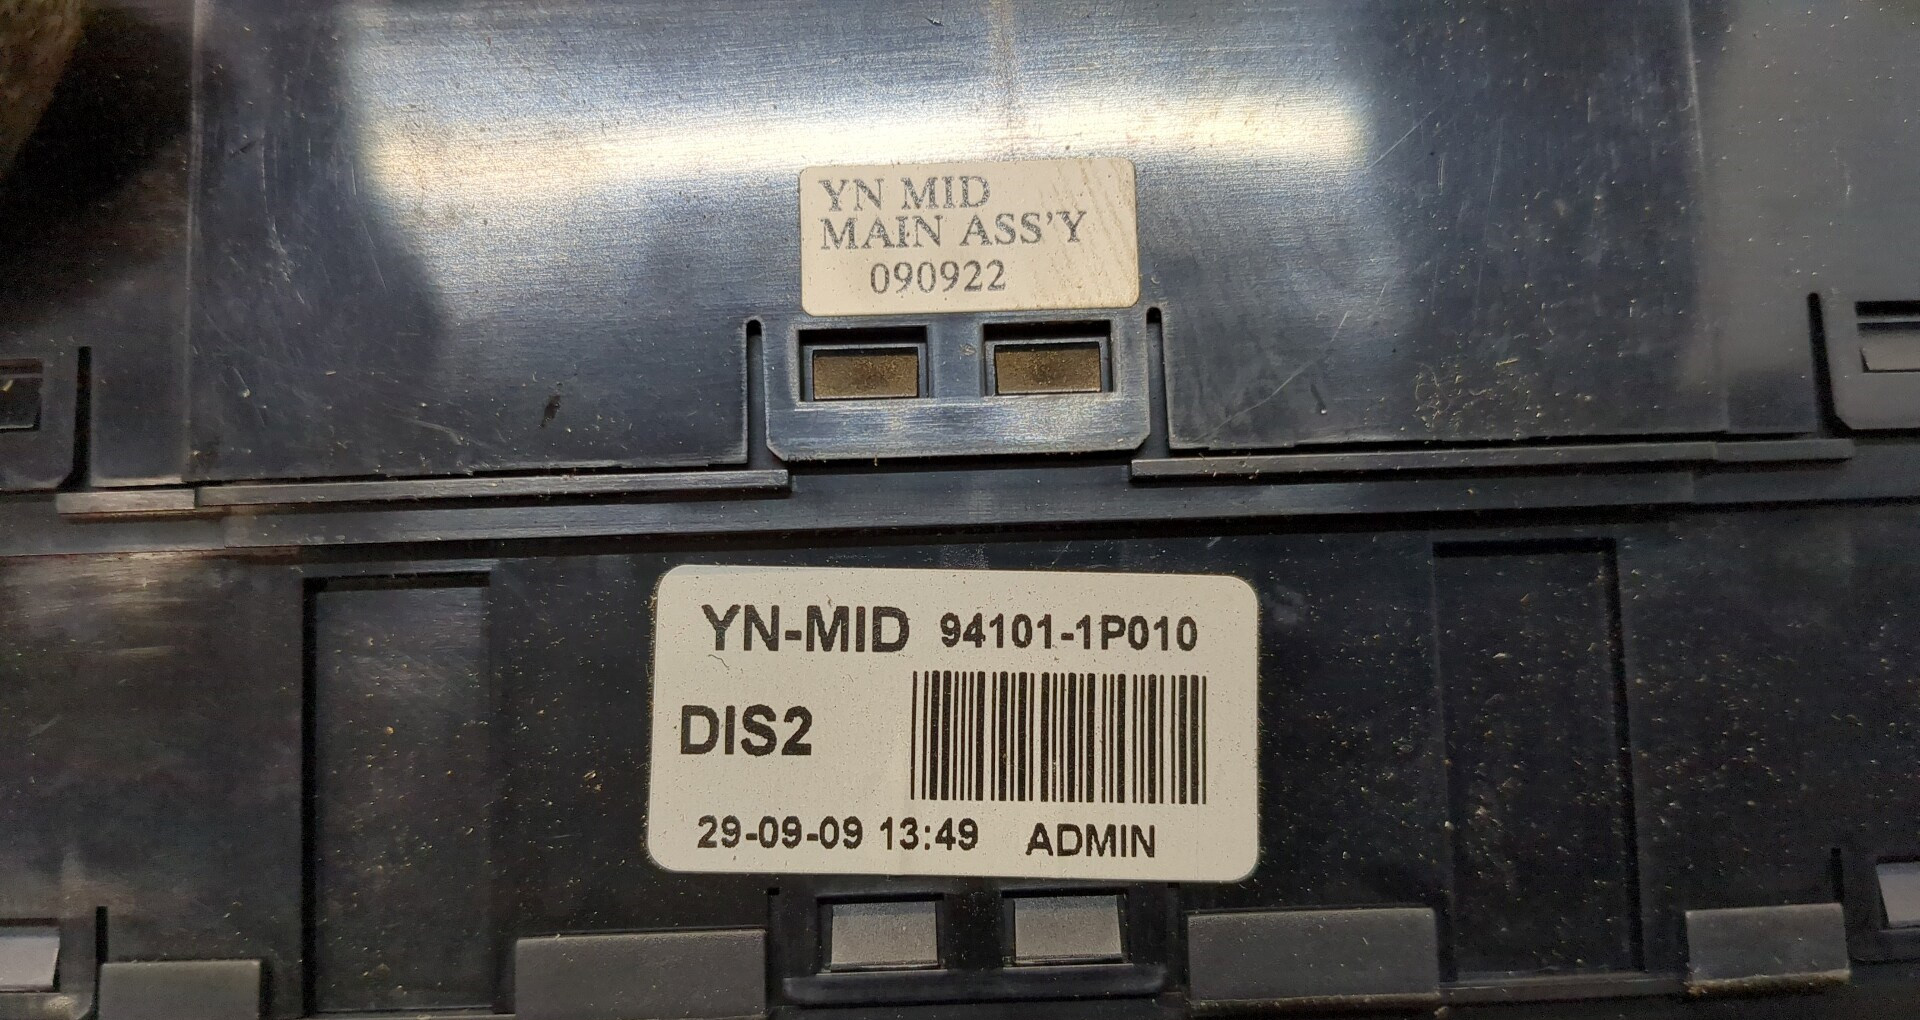 YN MID
MAIN ASS'Y
090922
YN-MID 94101-1P010
DIS2
29-09-09 13:49 ADMIN